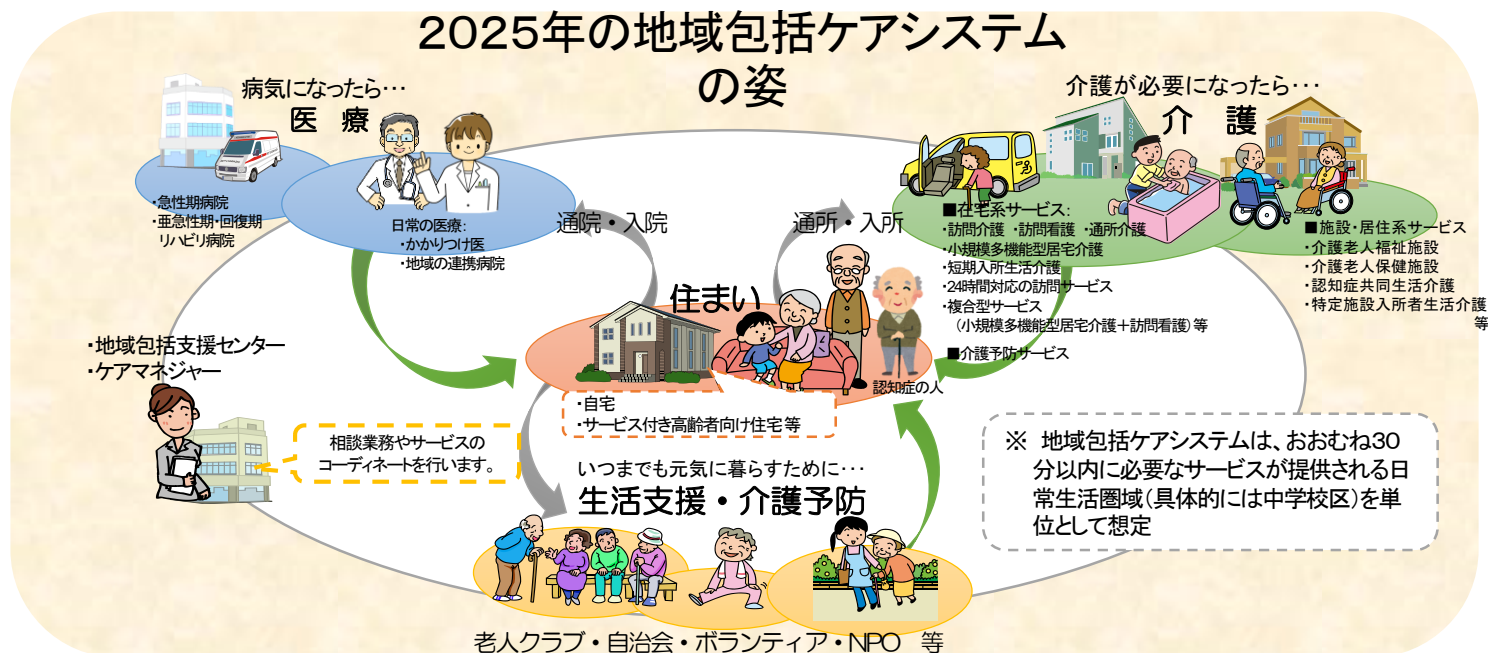 2025年の地域包括ケアシステム
の姿
病気になったら･･･
医　療
介護が必要になったら･･･
介　護
･急性期病院
･亜急性期･回復期
リハビリ病院
日常の医療：
･かかりつけ医
･地域の連携病院
通院・入院
通所・入所
■在宅系サービス：
･訪問介護 ･訪問看護 ･通所介護
･小規模多機能型居宅介護
･短期入所生活介護
･24時間対応の訪問サービス
･複合型サービス
（小規模多機能型居宅介護＋訪問看護）等
■介護予防サービス
■施設・居住系サービス
･介護老人福祉施設
･介護老人保健施設
･認知症共同生活介護
･特定施設入所者生活介護
等
住まい
認知症の人
･自宅
･サービス付き高齢者向け住宅等
・地域包括支援センター
・ケアマネジャー
相談業務やサービスの
コーディネートを行います。
いつまでも元気に暮らすために･･･
生活支援・介護予防
※ 地域包括ケアシステムは、おおむね30
分以内に必要なサービスが提供される日
常生活圏域（具体的には中学校区）を単
位として想定
老人クラブ・自治会・ボランティア・NPO　等